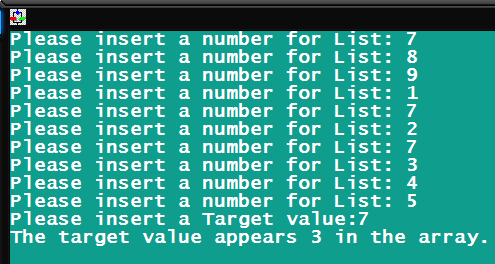 Please insert a number for List: 7
Please insert a number for List: 8
Please insert a number for List: 9
Please insert a number for List: 1
Please insert a number for List: 7
Please insert a number for List: 2
Please insert a number for List: 7
Please insert a number for List: 3
Please insert a number for List: 4
Please insert a number for List: 5
Please insert a Target value:7
The target value appears 3 in the array.